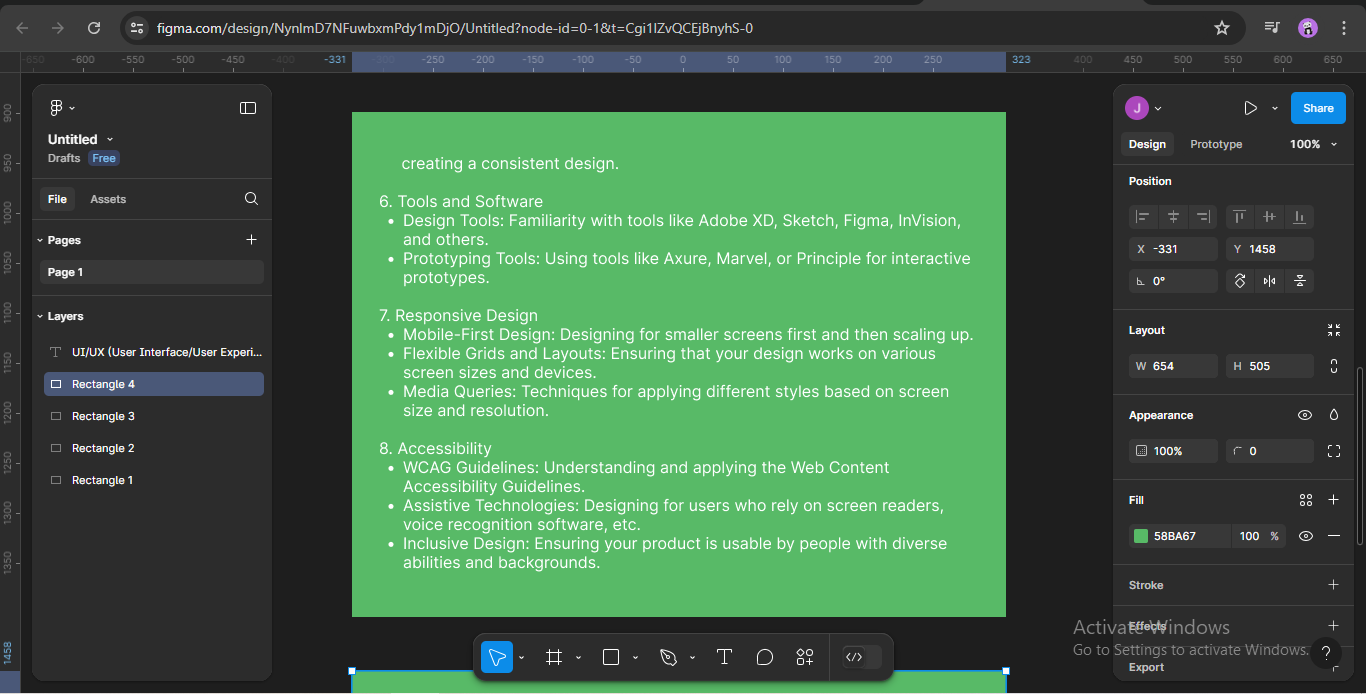 figma.com/design/NynlmD7NFuwbxmPdy1mDjO/Untitled?node-id=0-1&t=Cgi1IZvQCEjBnyhS-0
-650 -600 -550 -500 -450 -400 -331 -300 -250 -200 -150 -100 -50 0 50 100 150 200 250 323 400 450 500 550 600 650
900
950
1000
1050
1100
1150
1200
1250
1300
1350
1458
Untitled
Drafts Free
File Assets
Pages
Page 1
Layers
UI/UX (User Interface/User Experi...
Rectangle 4
Rectangle 3
Rectangle 2
Rectangle 1
creating a consistent design.
6. Tools and Software
• Design Tools: Familiarity with tools like Adobe XD, Sketch, Figma, InVision,
and others.
• Prototyping Tools: Using tools like Axure, Marvel, or Principle for interactive
prototypes.
7. Responsive Design
• Mobile-First Design: Designing for smaller screens first and then scaling up.
• Flexible Grids and Layouts: Ensuring that your design works on various
screen sizes and devices.
• Media Queries: Techniques for applying different styles based on screen
size and resolution.
8. Accessibility
• WCAG Guidelines: Understanding and applying the Web Content
Accessibility Guidelines.
• Assistive Technologies: Designing for users who rely on screen readers,
voice recognition software, etc.
• Inclusive Design: Ensuring your product is usable by people with diverse
abilities and backgrounds.
J
Share
Design Prototype 100%
Position
X -331 Y 1458
0°
Layout
W 654 H 505
Appearance
100% 0
Fill
58BA67 100 %
Stroke
Effects
Export
Activate Windows
Go to Settings to activate Windows.
?